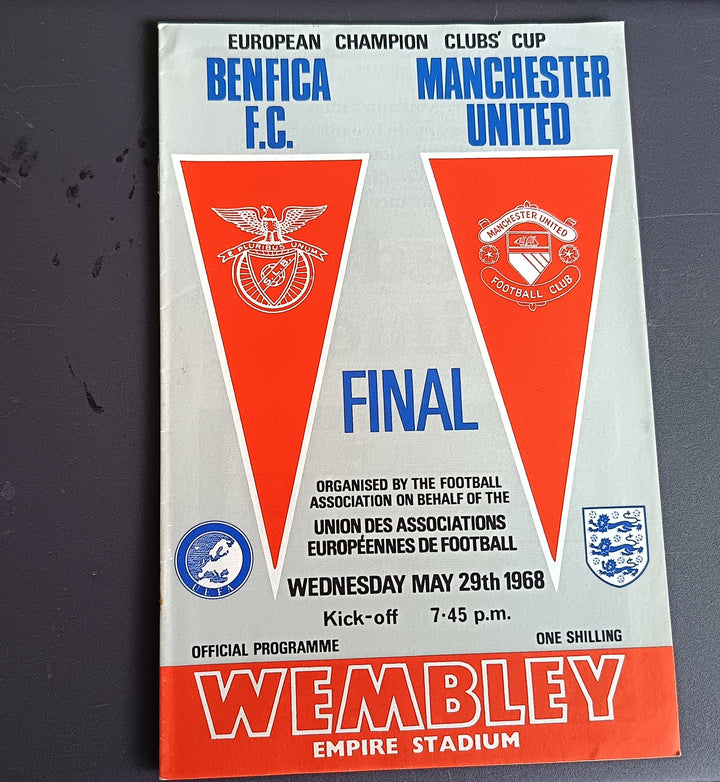 EUROPEAN CHAMPION CLUBS' CUP
BENFICA
F.C.
MANCHESTER
UNITED
E PLURIBUS UNUM
S L B
MANCHESTER UNITED
FOOTBALL CLUB
FINAL
ORGANISED BY THE FOOTBALL
ASSOCIATION ON BEHALF OF THE
UNION DES ASSOCIATIONS
EUROPÉENNES DE FOOTBALL
UEFA
WEDNESDAY MAY 29th 1968
Kick-off 7·45 p.m.
OFFICIAL PROGRAMME
ONE SHILLING
WEMBLEY
EMPIRE STADIUM